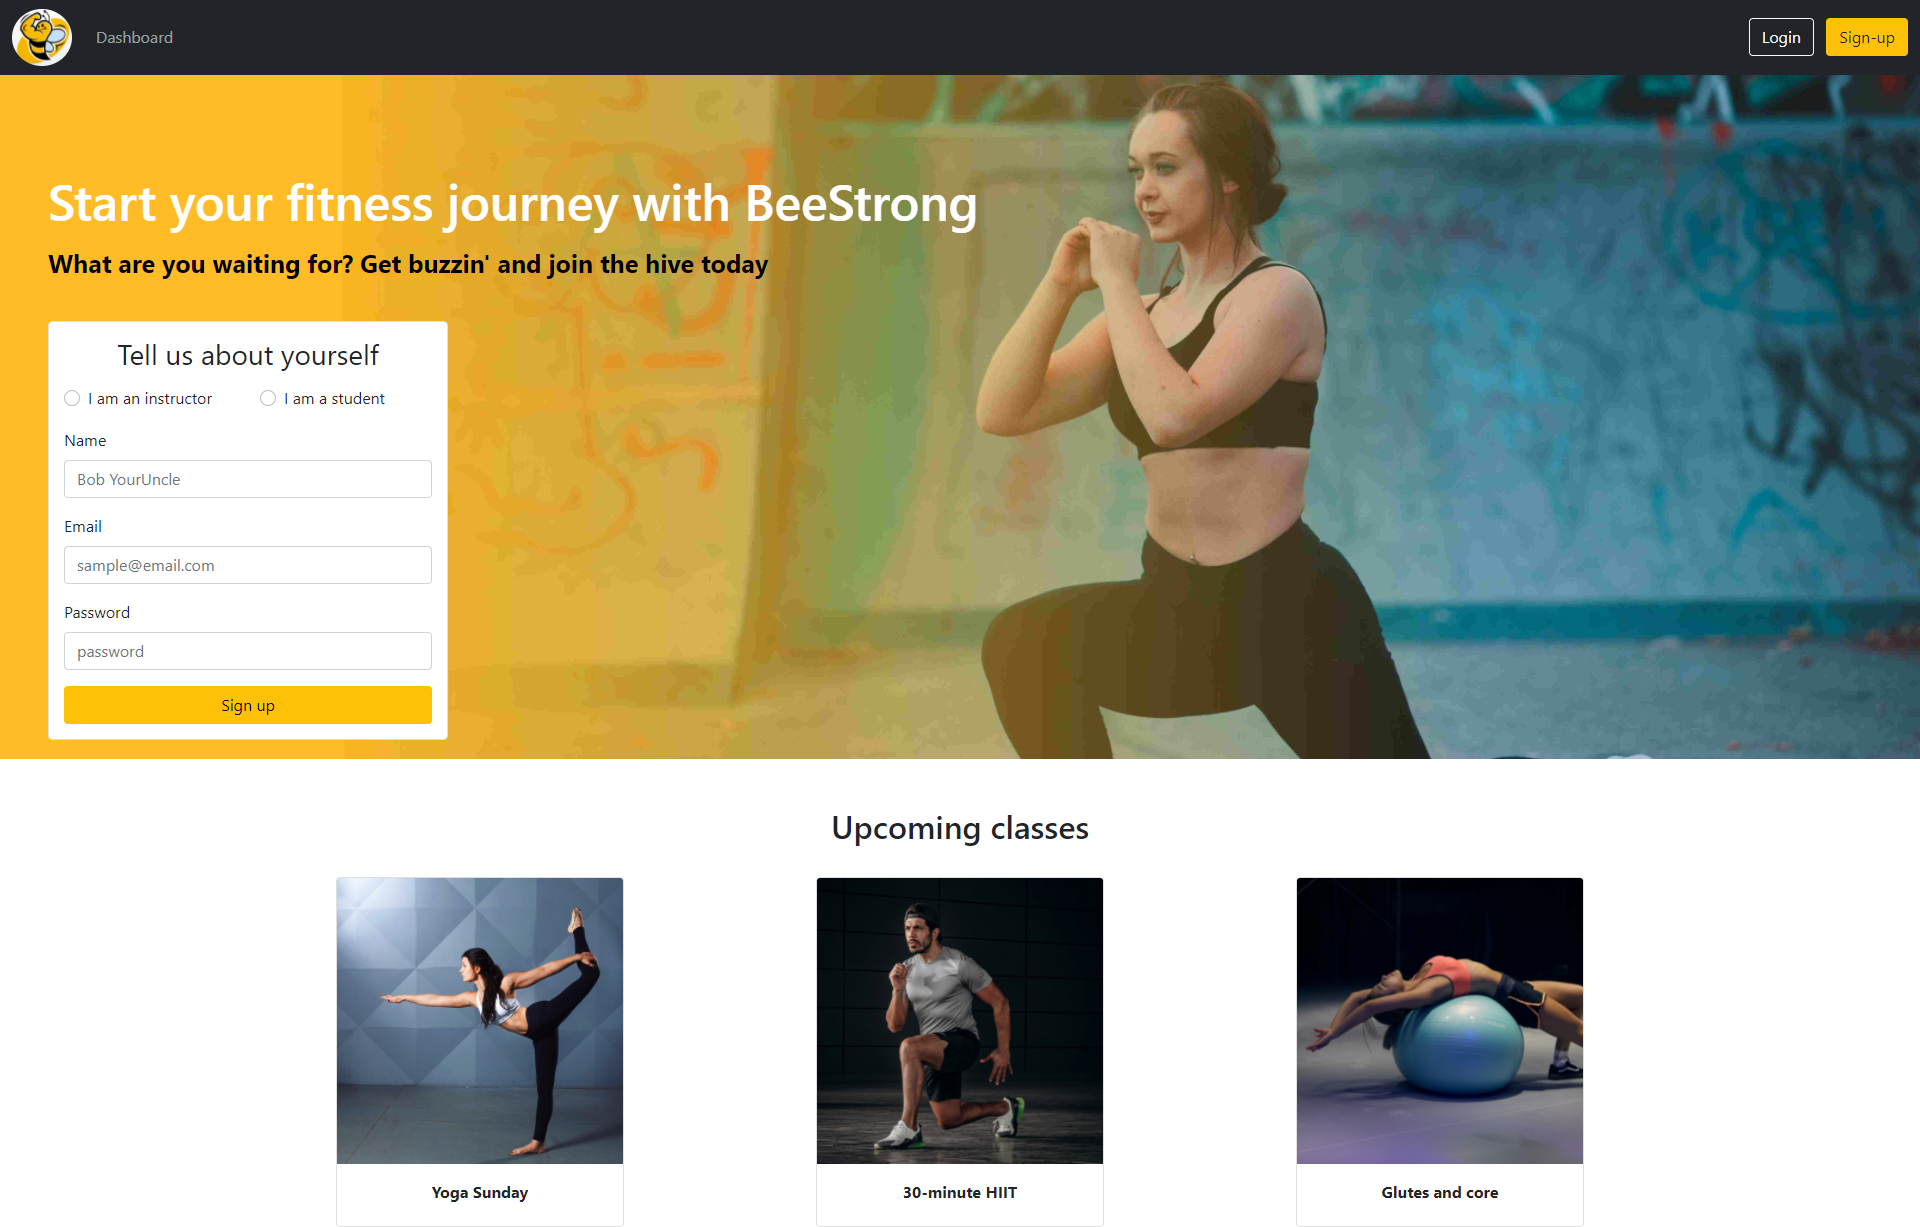 Dashboard
Login
Sign-up
Start your fitness journey with BeeStrong
What are you waiting for? Get buzzin' and join the hive today
Tell us about yourself
I am an instructor
I am a student
Name
Bob YourUncle
Email
sample@email.com
Password
password
Sign up
Upcoming classes
Yoga Sunday
30-minute HIIT
Glutes and core